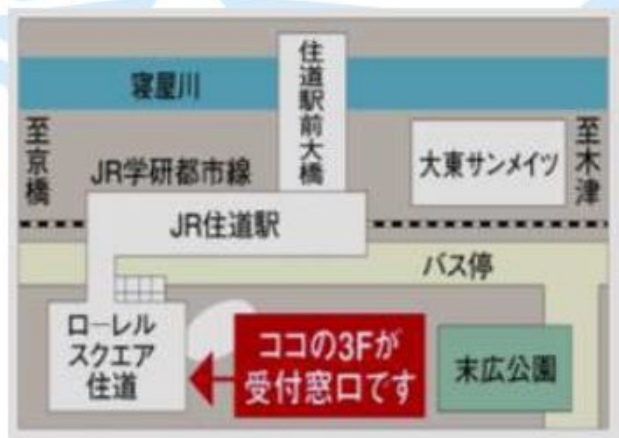 寝屋川
住道駅前大橋
至京橋
JR学研都市線
大東サンメイツ
至木津
JR住道駅
バス停
ローレル
スクエア
住道
ココの3Fが
受付窓口です
末広公園